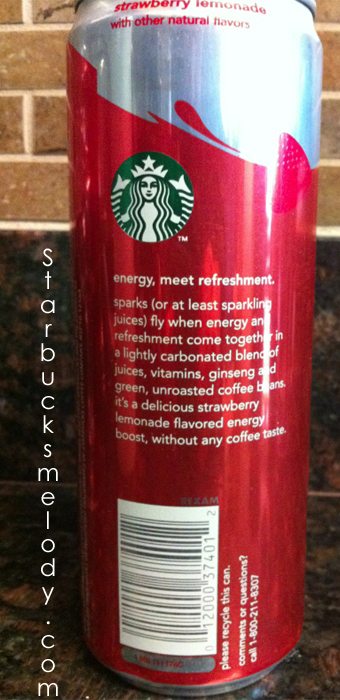 strawberry lemonade
with other natural flavors
TM
energy, meet refreshment.
sparks (or at least sparkling
juices) fly when energy and
refreshment come together in
a lightly carbonated blend of
juices, vitamins, ginseng and
green, unroasted coffee beans.
it's a delicious strawberry
lemonade flavored energy
boost, without any coffee taste.
REXAM
0 12000 37401 2
please recycle this can.
comments or questions?
call 1-800-211-8307
Starbucksmelody.com